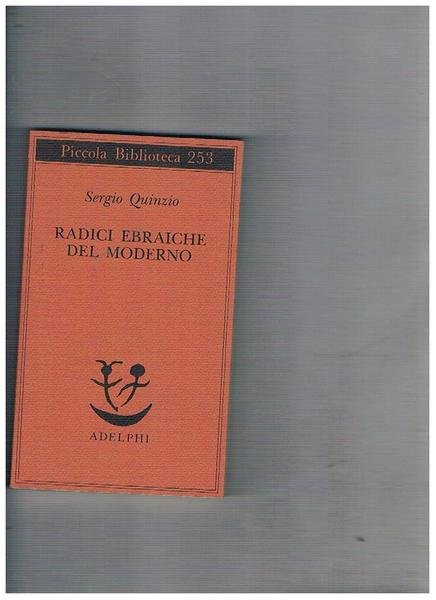 Piccola Biblioteca 253
Sergio Quinzio
RADICI EBRAICHE
DEL MODERNO
ADELPHI